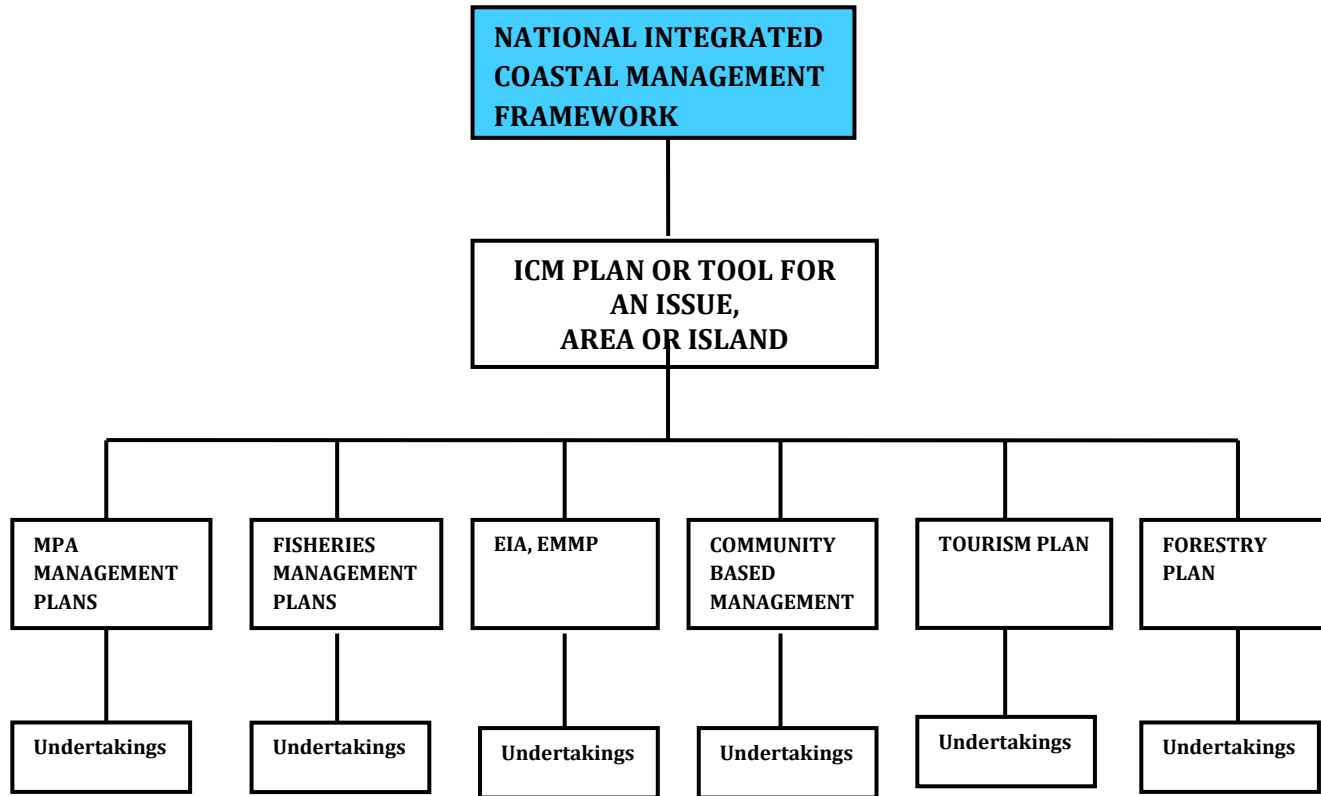 NATIONAL INTEGRATED
COASTAL MANAGEMENT
FRAMEWORK
ICM PLAN OR TOOL FOR
AN ISSUE,
AREA OR ISLAND
MPA
MANAGEMENT
PLANS
FISHERIES
MANAGEMENT
PLANS
EIA, EMMP
COMMUNITY
BASED
MANAGEMENT
TOURISM PLAN
FORESTRY
PLAN
Undertakings
Undertakings
Undertakings
Undertakings
Undertakings
Undertakings